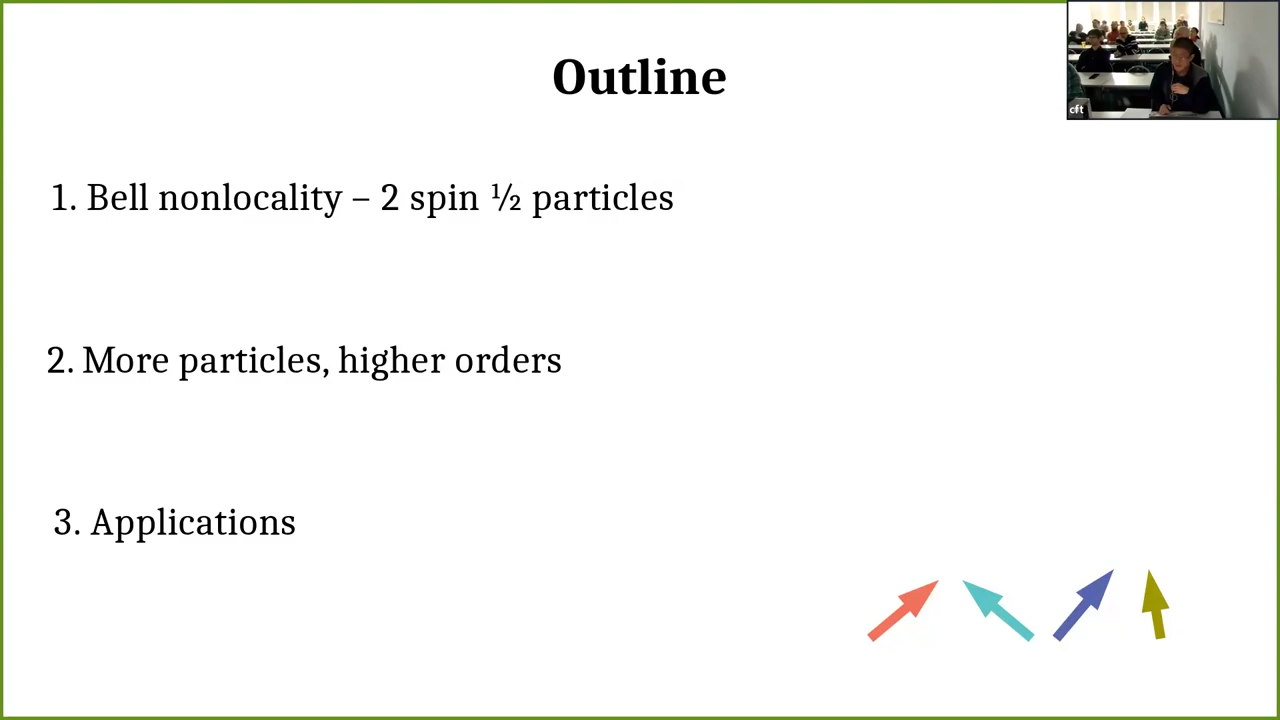 Outline
cft
1. Bell nonlocality – 2 spin ½ particles
2. More particles, higher orders
3. Applications